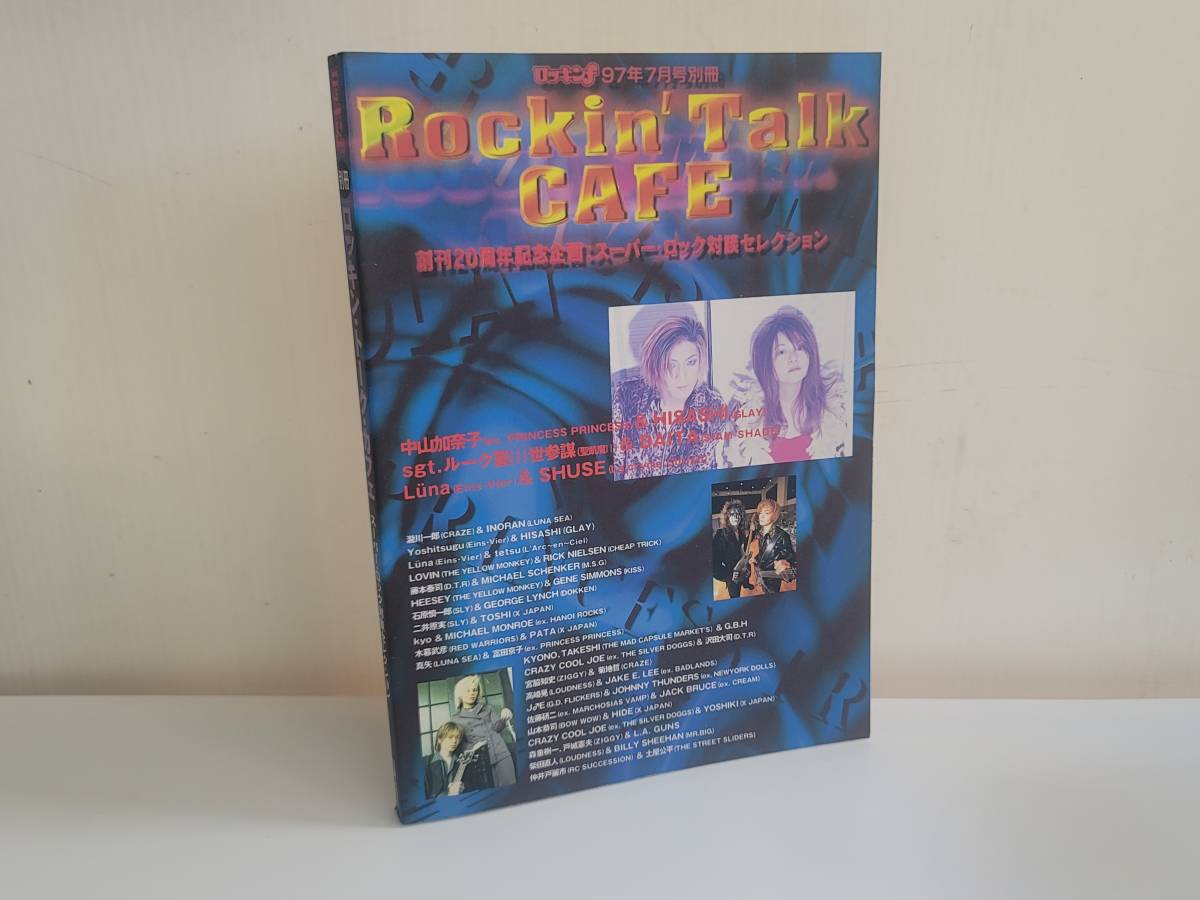 ロッキンf 97年7月号別冊
Rockin' Talk
CAFE
創刊20周年記念企画:スーパー・ロック対談セレクション
中山加奈子(ex. PRINCESS PRINCESS) & HISASHI(GLAY)
sgt.ルーク篁III世参謀(聖飢魔II) & DAITA(SIAM SHADE)
Lüna(Eins-Vier) & SHUSE
瀧川一郎(CRAZE) & INORAN(LUNA SEA)
Yoshitsugu(Eins-Vier) & HISASHI(GLAY)
Lüna(Eins-Vier) & tetsu(L'Arc~en~Ciel)
LOVIN(THE YELLOW MONKEY) & RICK NIELSEN(CHEAP TRICK)
藤本泰司(D.T.R) & MICHAEL SCHENKER(M.S.G)
HEESEY(THE YELLOW MONKEY) & GENE SIMMONS(KISS)
石原愼一郎(SLY) & GEORGE LYNCH(DOKKEN)
二井原実(SLY) & TOSHI(X JAPAN)
kyo & MICHAEL MONROE(ex. HANOI ROCKS)
木暮武彦(RED WARRIORS) & PATA(X JAPAN)
真矢(LUNA SEA) & 富田京子(ex. PRINCESS PRINCESS)
KYONO. TAKESHI(THE MAD CAPSULE MARKET'S) & G.B.H
CRAZY COOL JOE(ex. THE SILVER DOGGS) & 沢田大司(D.T.R)
宮脇知史(ZIGGY) & 菊地哲(CRAZE)
高崎晃(LOUDNESS) & JAKE E. LEE(ex. BADLANDS)
J♂E(G.D. FLICKERS) & JOHNNY THUNDERS(ex. NEWYORK DOLLS)
佐藤研二(ex. MARCHOSIAS VAMP) & JACK BRUCE(ex. CREAM)
山本恭司(BOW WOW) & HIDE(X JAPAN)
CRAZY COOL JOE(ex. THE SILVER DOGGS) & YOSHIKI(X JAPAN)
森重樹一, 戸城憲夫(ZIGGY) & L.A. GUNS
柴田直人(LOUDNESS) & BILLY SHEEHAN(MR.BIG)
仲井戸麗市(RC SUCCESSION) & 土屋公平(THE STREET SLIDERS)